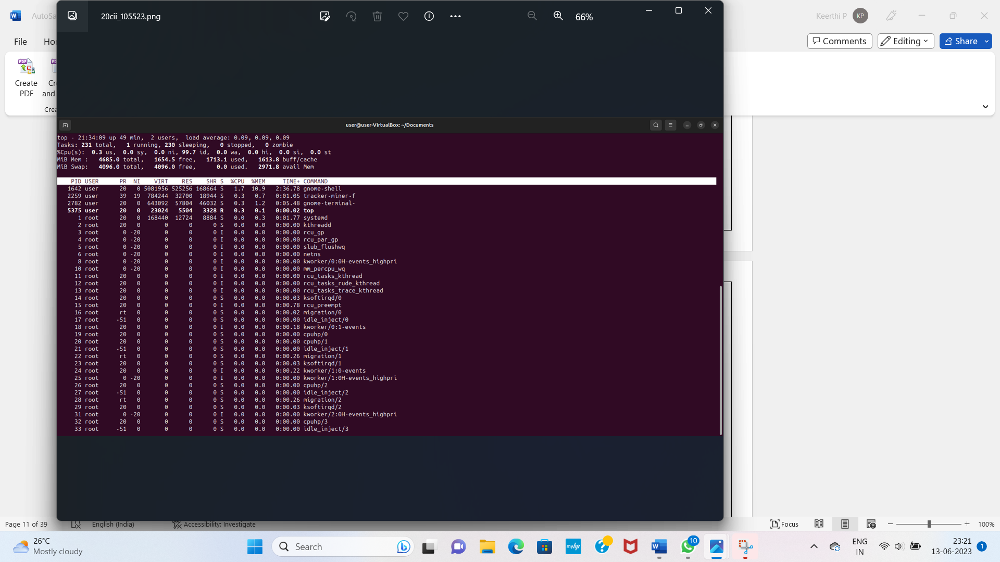 AutoSa
20cii_105523.png
66%
Keerthi P
KP
File
Hor
Comments
Editing
Share
Create
PDF
Cre
and
Crea
user@user-VirtualBox: ~/Documents
top - 21:34:09 up 49 min,  2 users,  load average: 0.09, 0.09, 0.09
Tasks: 231 total,   1 running, 230 sleeping,   0 stopped,   0 zombie
%Cpu(s):  0.3 us,  0.0 sy,  0.0 ni, 99.7 id,  0.0 wa,  0.0 hi,  0.0 si,  0.0 st
MiB Mem :   4685.0 total,   1654.5 free,   1713.1 used,   1613.8 buff/cache
MiB Swap:   4096.0 total,   4096.0 free,      0.0 used.   2971.8 avail Mem
PID USER      PR  NI    VIRT    RES    SHR S  %CPU  %MEM     TIME+ COMMAND
1642 user      20   0 5081956 525256 168664 S   1.7  10.9   2:36.78 gnome-shell
2259 user      39  19  784244  32700  18944 S   0.3   0.7   0:01.05 tracker-miner-f
2782 user      20   0  643092  57804  46032 S   0.3   1.2   0:05.48 gnome-terminal-
5375 user      20   0   23024   5504   3328 R   0.3   0.1   0:00.02 top
1 root      20   0  168440  12724   8884 S   0.0   0.3   0:01.77 systemd
2 root      20   0       0      0      0 S   0.0   0.0   0:00.00 kthreadd
3 root       0 -20       0      0      0 I   0.0   0.0   0:00.00 rcu_gp
4 root       0 -20       0      0      0 I   0.0   0.0   0:00.00 rcu_par_gp
5 root       0 -20       0      0      0 I   0.0   0.0   0:00.00 slub_flushwq
6 root       0 -20       0      0      0 I   0.0   0.0   0:00.00 netns
8 root       0 -20       0      0      0 I   0.0   0.0   0:00.00 kworker/0:0H-events_highpri
10 root       0 -20       0      0      0 I   0.0   0.0   0:00.00 mm_percpu_wq
11 root      20   0       0      0      0 I   0.0   0.0   0:00.00 rcu_tasks_kthread
12 root      20   0       0      0      0 I   0.0   0.0   0:00.00 rcu_tasks_rude_kthread
13 root      20   0       0      0      0 I   0.0   0.0   0:00.00 rcu_tasks_trace_kthread
14 root      20   0       0      0      0 S   0.0   0.0   0:00.03 ksoftirqd/0
15 root      20   0       0      0      0 I   0.0   0.0   0:00.78 rcu_preempt
16 root      rt   0       0      0      0 S   0.0   0.0   0:00.02 migration/0
17 root     -51   0       0      0      0 S   0.0   0.0   0:00.00 idle_inject/0
18 root      20   0       0      0      0 I   0.0   0.0   0:00.18 kworker/0:1-events
19 root      20   0       0      0      0 S   0.0   0.0   0:00.00 cpuhp/0
20 root      20   0       0      0      0 S   0.0   0.0   0:00.00 cpuhp/1
21 root     -51   0       0      0      0 S   0.0   0.0   0:00.00 idle_inject/1
22 root      rt   0       0      0      0 S   0.0   0.0   0:00.26 migration/1
23 root      20   0       0      0      0 S   0.0   0.0   0:00.03 ksoftirqd/1
24 root      20   0       0      0      0 I   0.0   0.0   0:00.22 kworker/1:0-events
25 root       0 -20       0      0      0 I   0.0   0.0   0:00.00 kworker/1:0H-events_highpri
26 root      20   0       0      0      0 S   0.0   0.0   0:00.00 cpuhp/2
27 root     -51   0       0      0      0 S   0.0   0.0   0:00.00 idle_inject/2
28 root      rt   0       0      0      0 S   0.0   0.0   0:00.26 migration/2
29 root      20   0       0      0      0 S   0.0   0.0   0:00.03 ksoftirqd/2
31 root       0 -20       0      0      0 I   0.0   0.0   0:00.00 kworker/2:0H-events_highpri
32 root      20   0       0      0      0 S   0.0   0.0   0:00.00 cpuhp/3
33 root     -51   0       0      0      0 S   0.0   0.0   0:00.00 idle_inject/3
Page 11 of 39
English (India)
Accessibility: Investigate
Focus
100%
26°C
Mostly cloudy
Search
myhp
10
ENG
IN
23:21
13-06-2023
1